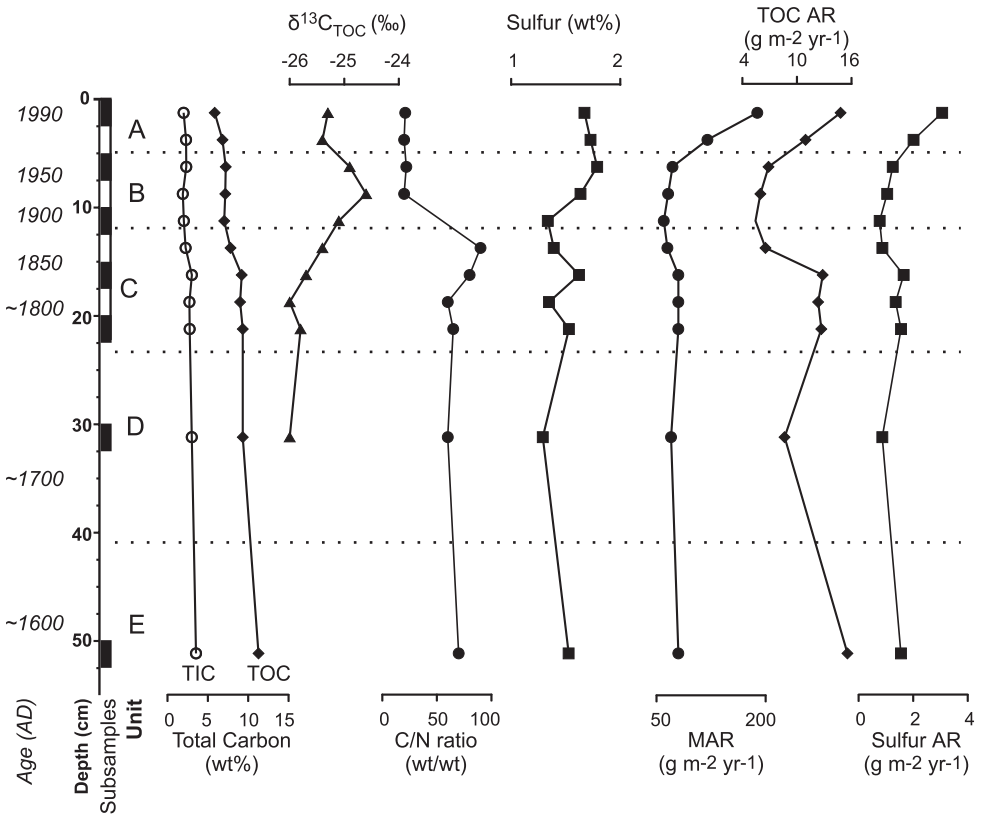 δ13CTOC (‰)
-26 -25 -24
Sulfur (wt%)
1 2
TOC AR
(g m-2 yr-1)
4 10 16
0
1990
A
1950
B
10
1900
1850
C
~1800
20
30
D
~1700
40
~1600
E
50
TIC TOC
Age (AD)
Depth (cm)
Subsamples
Unit
0 5 10 15
Total Carbon
(wt%)
0 50 100
C/N ratio
(wt/wt)
50 200
MAR
(g m-2 yr-1)
0 2 4
Sulfur AR
(g m-2 yr-1)